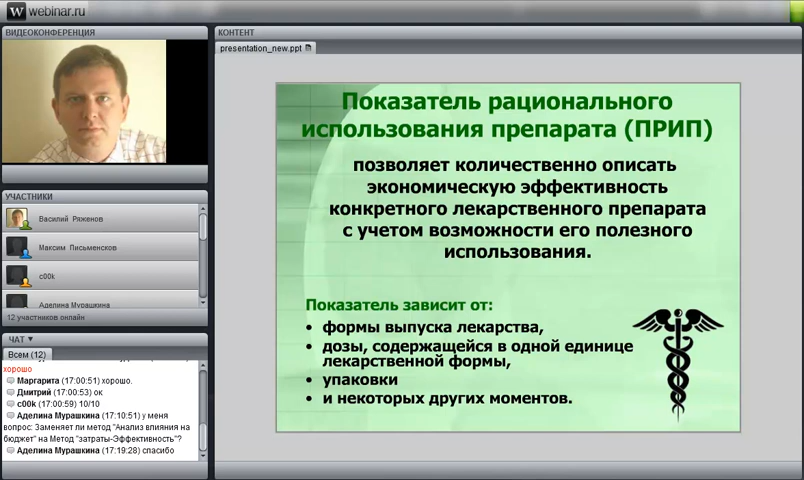 webinar.ru
ВИДЕОКОНФЕРЕНЦИЯ
УЧАСТНИКИ
Василий Ряженов
Максим Письменсков
c00k
Аделина Мурашкина
12 участников онлайн
ЧАТ
Всем (12)
хорошо
Маргарита (17:00:51) хорошо.
Дмитрий (17:00:53) ок
c00k (17:00:59) 10/10
Аделина Мурашкина (17:10:51) у меня
вопрос: Заменяет ли метод "Анализ влияния на
бюджет" на Метод "затраты-Эффективность"?
Аделина Мурашкина (17:19:28) спасибо
КОНТЕНТ
presentation_new.ppt
Показатель рационального
использования препарата (ПРИП)
позволяет количественно описать
экономическую эффективность
конкретного лекарственного препарата
с учетом возможности его полезного
использования.
Показатель зависит от:
• формы выпуска лекарства,
• дозы, содержащейся в одной единице
лекарственной формы,
• упаковки
• и некоторых других моментов.